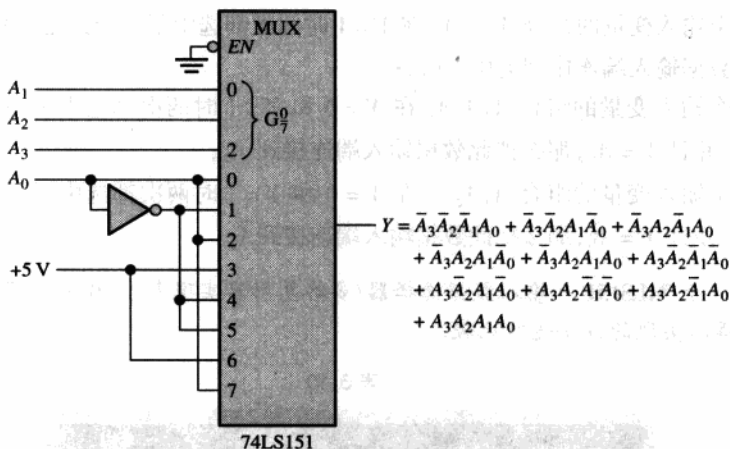 MUX
EN
A₁ 0
A₂ G 0/7
A₃ 2
A₀ 0
1
2
+5 V 3
4
5
6
7
Y = A̅₃A̅₂A̅₁A₀ + A̅₃A̅₂A₁A̅₀ + A̅₃A₂A̅₁A₀
+ A̅₃A₂A₁A̅₀ + A̅₃A₂A₁A₀ + A₃A̅₂A̅₁A̅₀
+ A₃A̅₂A₁A̅₀ + A₃A₂A̅₁A̅₀ + A₃A₂A̅₁A₀
+ A₃A₂A₁A₀
74LS151